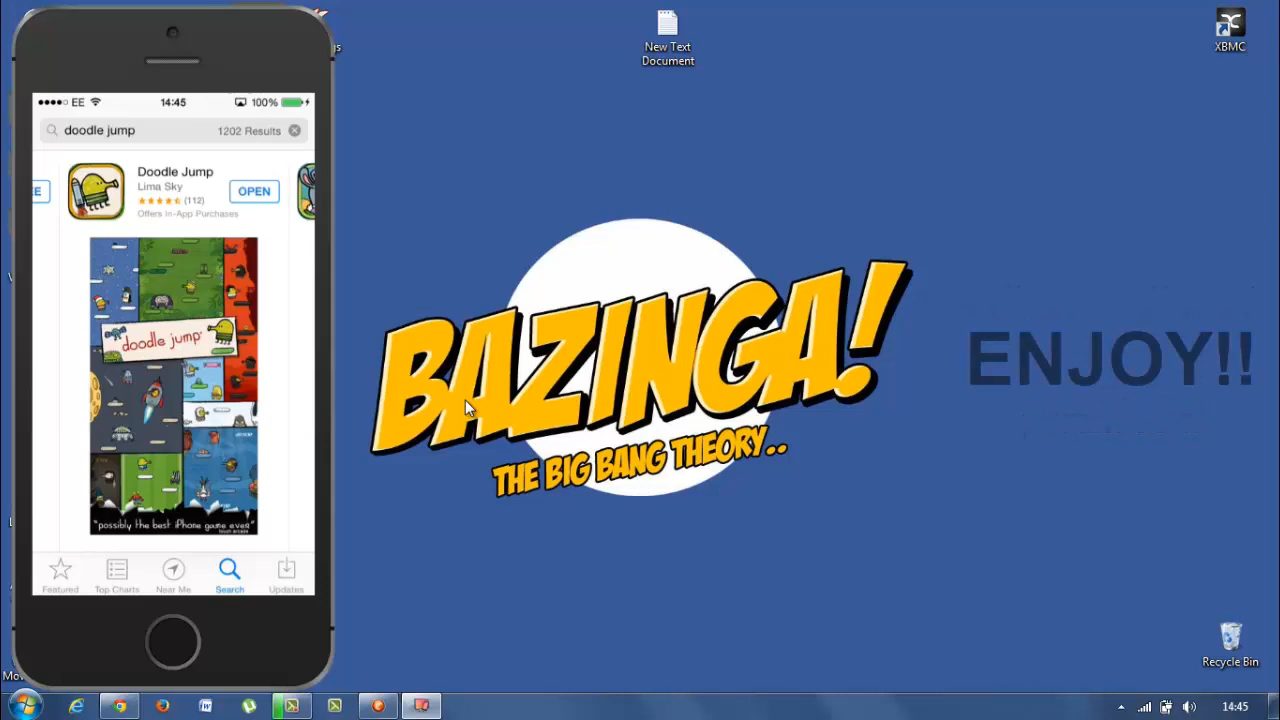 EE
14:45
100%
doodle jump
1202 Results
Doodle Jump
Lima Sky
(112)
Offers In-App Purchases
OPEN
E
doodle jump
"possibly the best iPhone game ever"
touch arcade
Featured
Top Charts
Near Me
Search
Updates
New Text
Document
XBMC
BAZINGA!
THE BIG BANG THEORY..
ENJOY!!
Recycle Bin
14:45